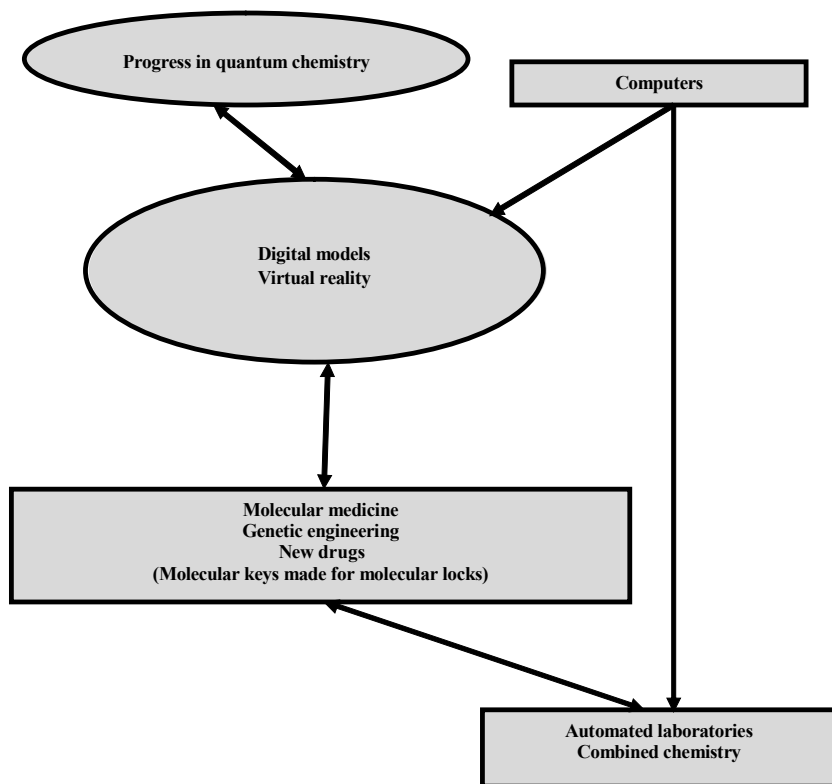 Progress in quantum chemistry
Computers
Digital models
Virtual reality
Molecular medicine
Genetic engineering
New drugs
(Molecular keys made for molecular locks)
Automated laboratories
Combined chemistry